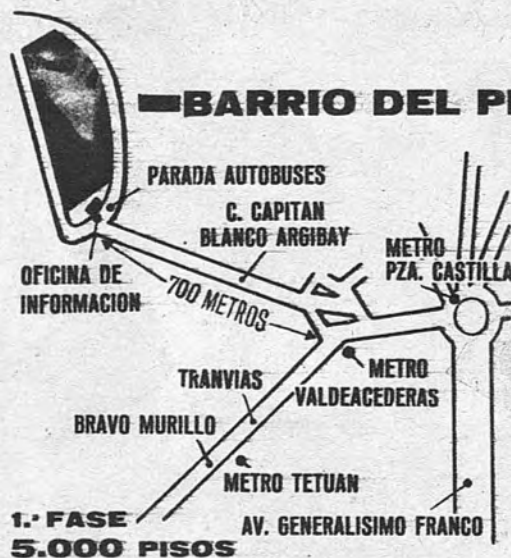 BARRIO DEL
PARADA AUTOBUSES
C. CAPITAN
BLANCO ARGIBAY
METRO
PZA. CASTILLA
OFICINA DE
INFORMACION
700 METROS
METRO
VALDEACEDERAS
TRANVIAS
BRAVO MURILLO
METRO TETUAN
AV. GENERALISIMO FRANCO
1.ª FASE
5.000 PISOS